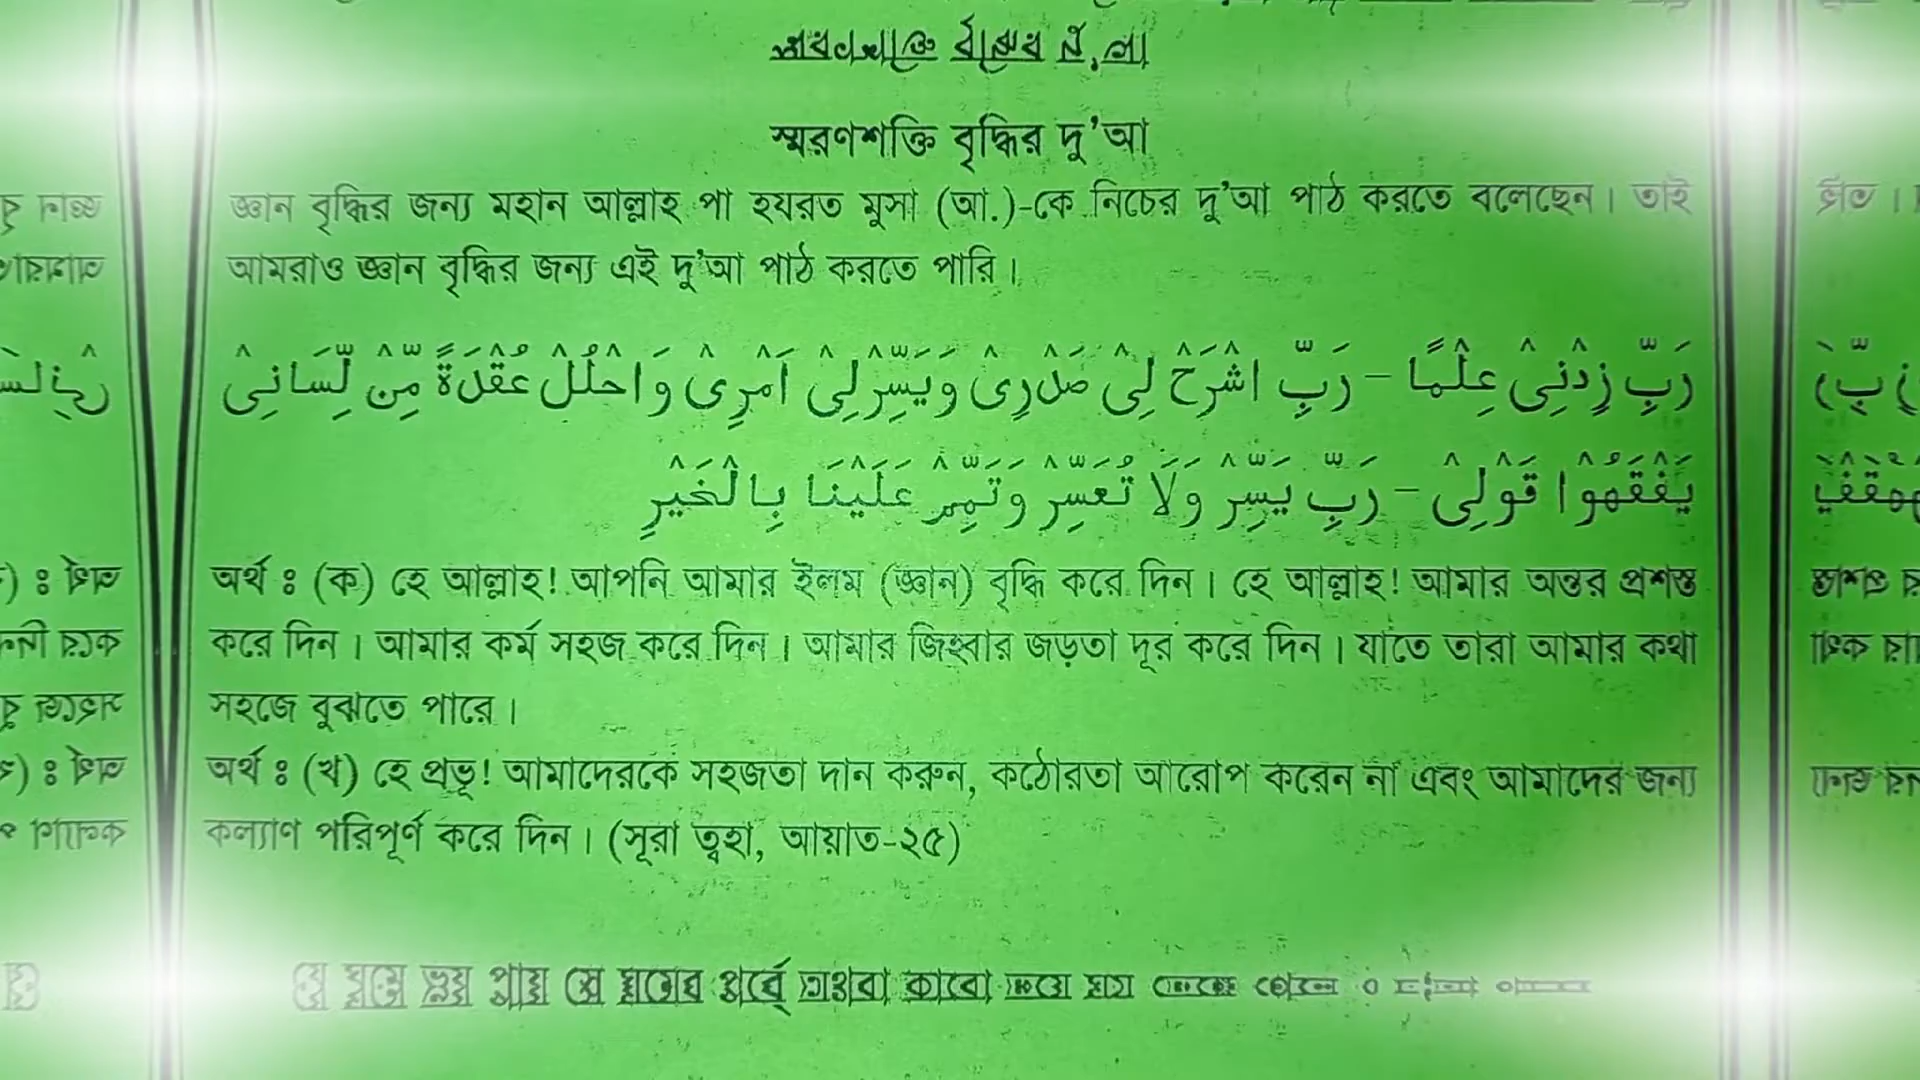 স্মরণশক্তি বৃদ্ধির দু'আ
জ্ঞান বৃদ্ধির জন্য মহান আল্লাহ পা হযরত মুসা (আ.)-কে নিচের দু'আ পাঠ করতে বলেছেন। তাই
আমরাও জ্ঞান বৃদ্ধির জন্য এই দু'আ পাঠ করতে পারি।
رَبِّ زِدْنِىْ عِلْمًا – رَبِّ اشْرَحْ لِىْ صَدْرِىْ وَيَسِّرْلِىْ اَمْرِىْ وَاحْلُلْ عُقْدَةً مِّنْ لِّسَانِىْ
يَفْقَهُوْا قَوْلِىْ – رَبِّ يَسِّرْ وَلَا تُعَسِّرْ وَتَمِّمْ عَلَيْنَا بِالْخَيْرِ
অর্থ ঃ (ক) হে আল্লাহ! আপনি আমার ইলম (জ্ঞান) বৃদ্ধি করে দিন। হে আল্লাহ! আমার অন্তর প্রশস্ত
করে দিন। আমার কর্ম সহজ করে দিন। আমার জিহ্বার জড়তা দূর করে দিন। যাতে তারা আমার কথা
সহজে বুঝতে পারে।
অর্থ ঃ (খ) হে প্রভূ! আমাদেরকে সহজতা দান করুন, কঠোরতা আরোপ করেন না এবং আমাদের জন্য
কল্যাণ পরিপূর্ণ করে দিন। (সূরা ত্বহা, আয়াত-২৫)